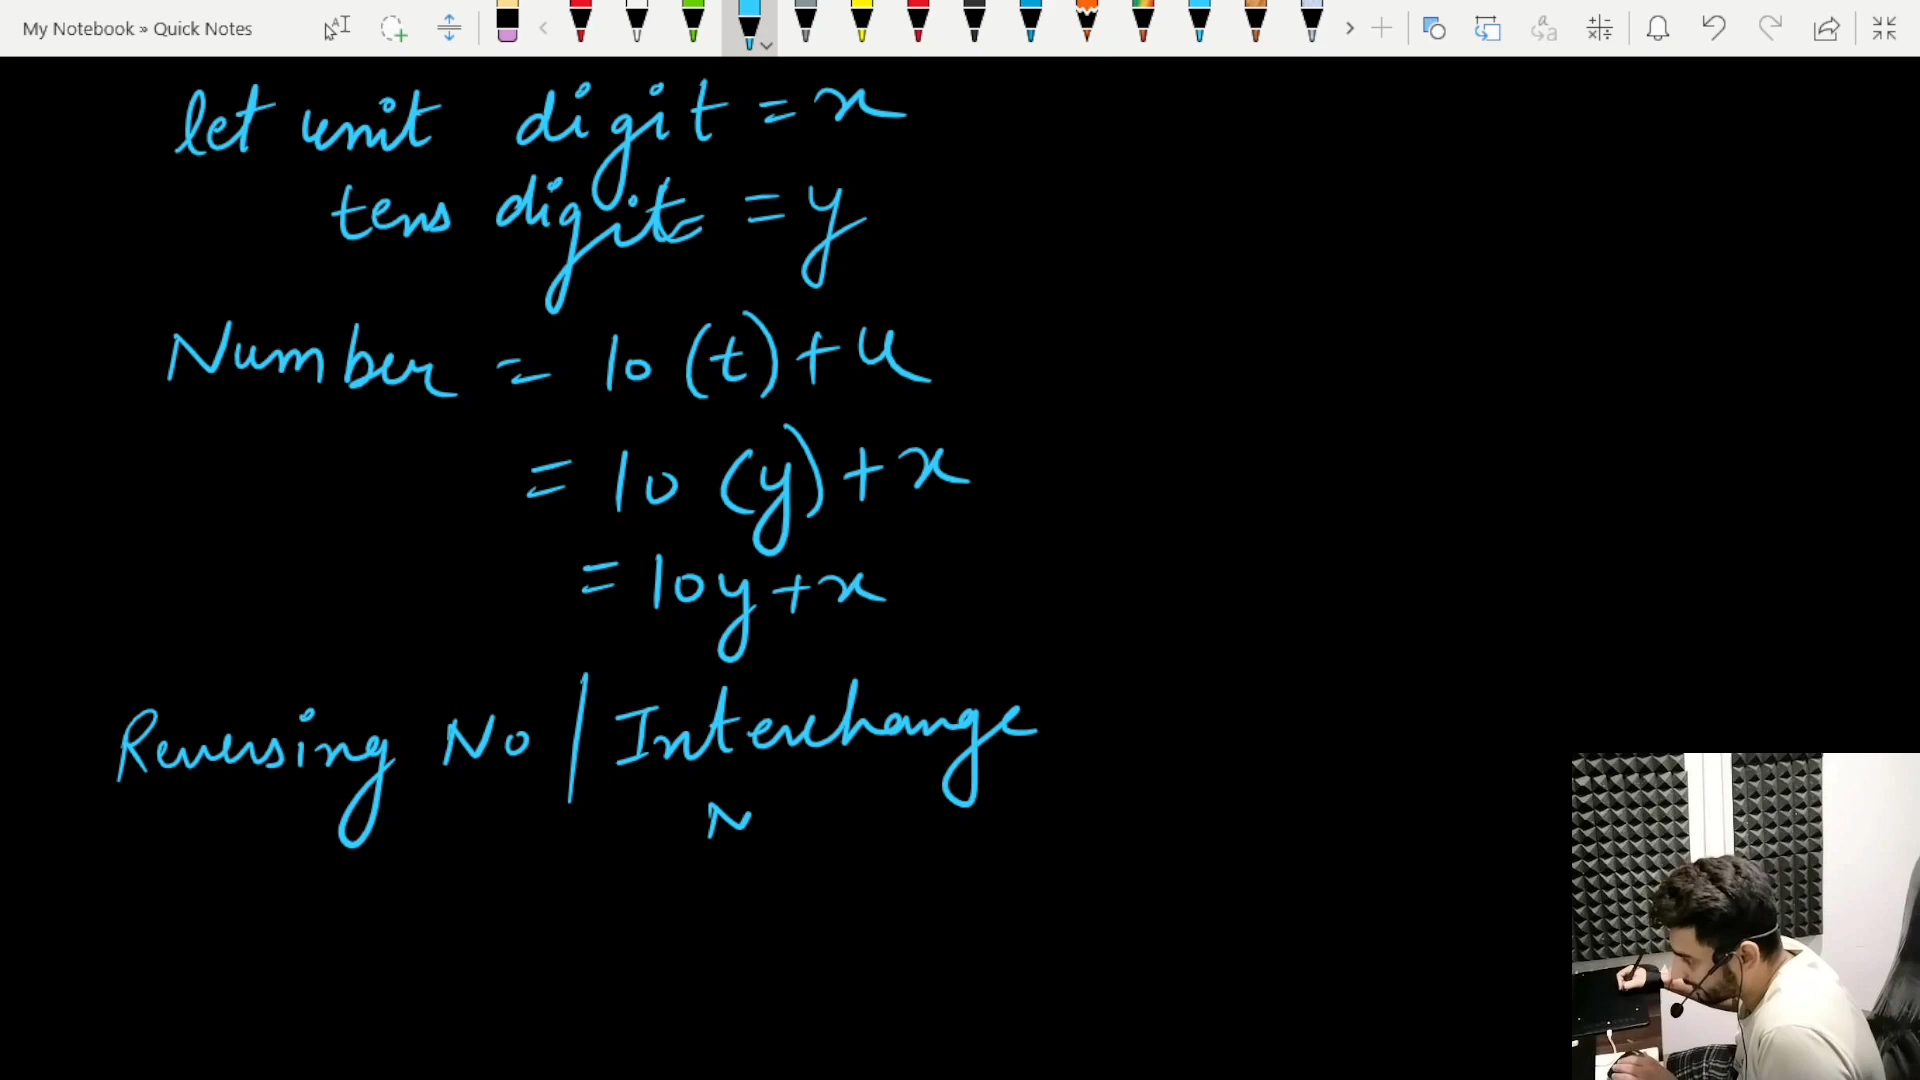 My Notebook » Quick Notes
let unit digit = x
tens digit = y
Number = 10 (t) + u
= 10 (y) + x
= 10y + x
Reversing No / Interchange
N